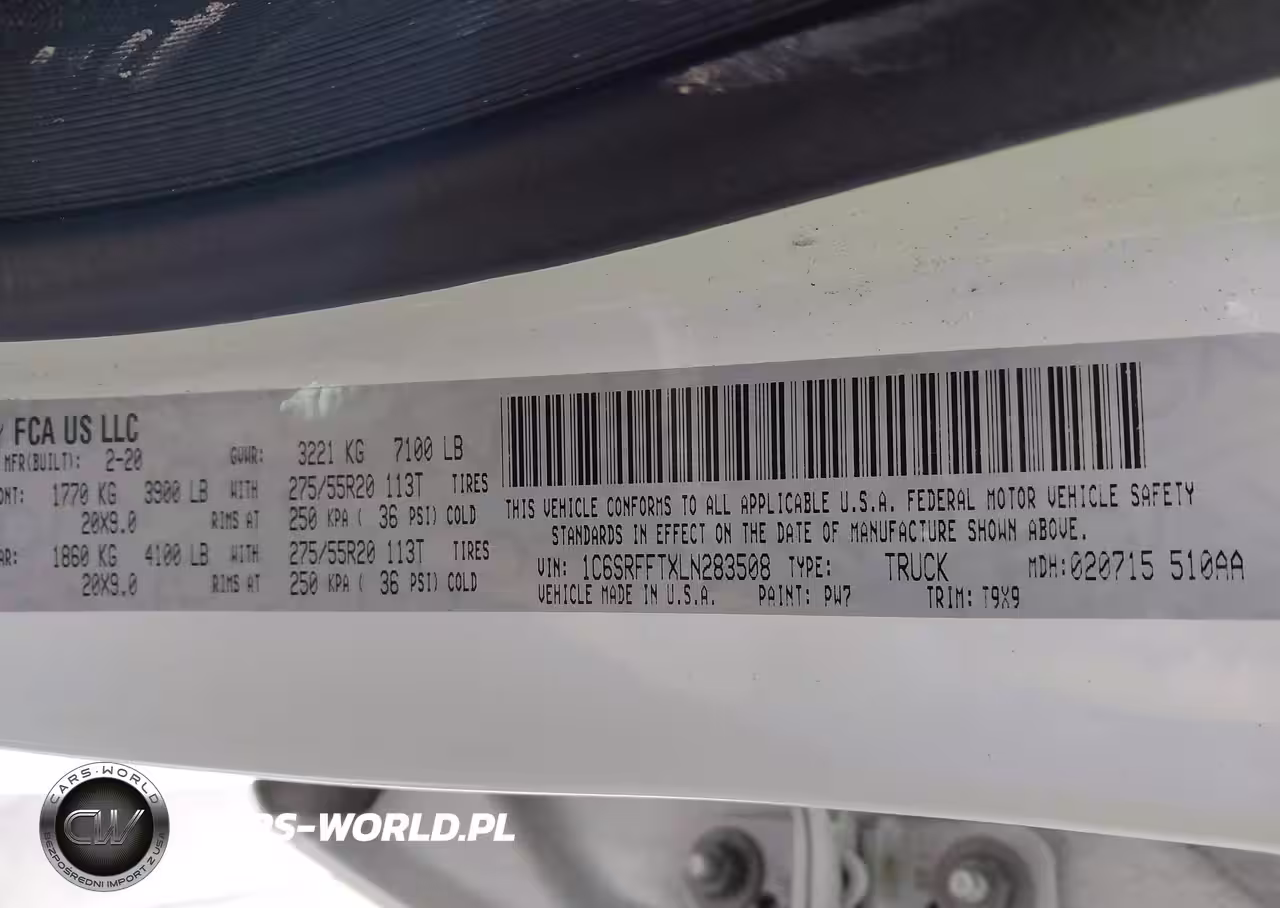 FCA US LLC
MFR(BUILT): 2-20 GVWR: 3221 KG 7100 LB
ONT: 1770 KG 3900 LB WITH 275/55R20 113T TIRES
20X9.0 RIMS AT 250 KPA ( 36 PSI) COLD
AR: 1860 KG 4100 LB WITH 275/55R20 113T TIRES
20X9.0 RIMS AT 250 KPA ( 36 PSI) COLD
THIS VEHICLE CONFORMS TO ALL APPLICABLE U.S.A. FEDERAL MOTOR VEHICLE SAFETY
STANDARDS IN EFFECT ON THE DATE OF MANUFACTURE SHOWN ABOVE.
VIN: 1C6SRFFTXLN283508 TYPE: TRUCK MDH:020715 510AA
VEHICLE MADE IN U.S.A. PAINT: PW7 TRIM: T9X9
CARS-WORLD
CW
BEZPOŚREDNI IMPORT Z USA
CARS-WORLD.PL